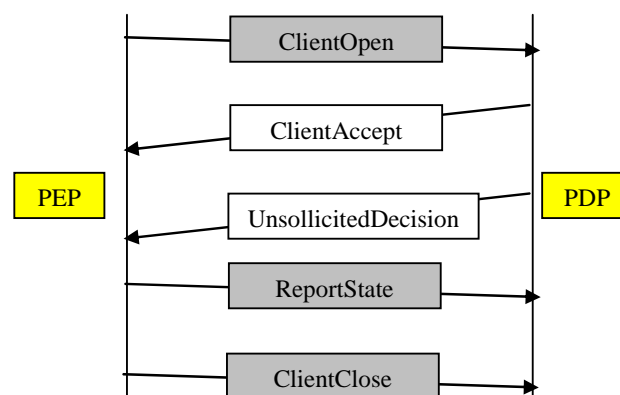 ClientOpen
ClientAccept
PEP
PDP
UnsollicitedDecision
ReportState
ClientClose